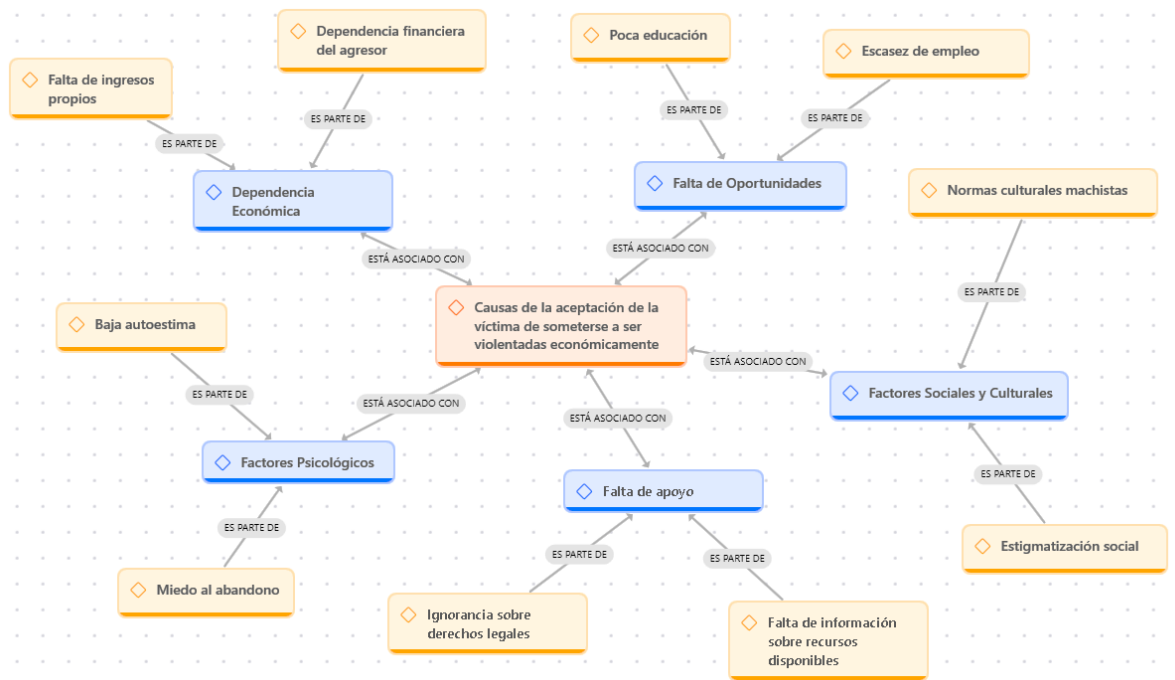 Dependencia financiera
del agresor
Poca educación
Escasez de empleo
Falta de ingresos
propios
ES PARTE DE
ES PARTE DE
ES PARTE DE
ES PARTE DE
Dependencia
Económica
Falta de Oportunidades
Normas culturales machistas
ESTÁ ASOCIADO CON
ESTÁ ASOCIADO CON
ES PARTE DE
Causas de la aceptación de la
víctima de someterse a ser
violentadas económicamente
Baja autoestima
ESTÁ ASOCIADO CON
ES PARTE DE
ESTÁ ASOCIADO CON
ESTÁ ASOCIADO CON
Factores Sociales y Culturales
Factores Psicológicos
Falta de apoyo
ES PARTE DE
ES PARTE DE
ES PARTE DE
ES PARTE DE
Estigmatización social
Miedo al abandono
Ignorancia sobre
derechos legales
Falta de información
sobre recursos
disponibles